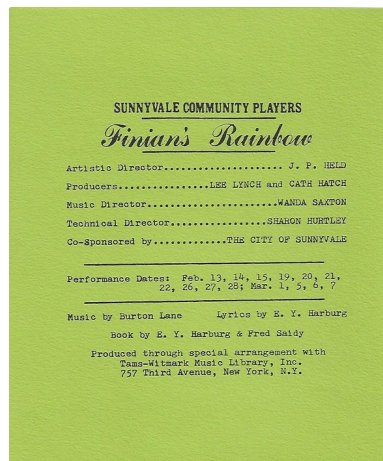 SUNNYVALE COMMUNITY PLAYERS
Finian's Rainbow
Artistic Director...................... J. P. HELD
Producers.................LEE LYNCH and CATH HATCH
Music Director.........................WANDA SAXTON
Technical Director..................SHARON HURTLEY
Co-Sponsored by..............THE CITY OF SUNNYVALE
Performance Dates: Feb. 13, 14, 15, 19, 20, 21,
22, 26, 27, 28; Mar. 1, 5, 6, 7
Music by Burton Lane Lyrics by E. Y. Harburg
Book by E. Y. Harburg & Fred Saidy
Produced through special arrangement with
Tams-Witmark Music Library, Inc.
757 Third Avenue, New York, N.Y.